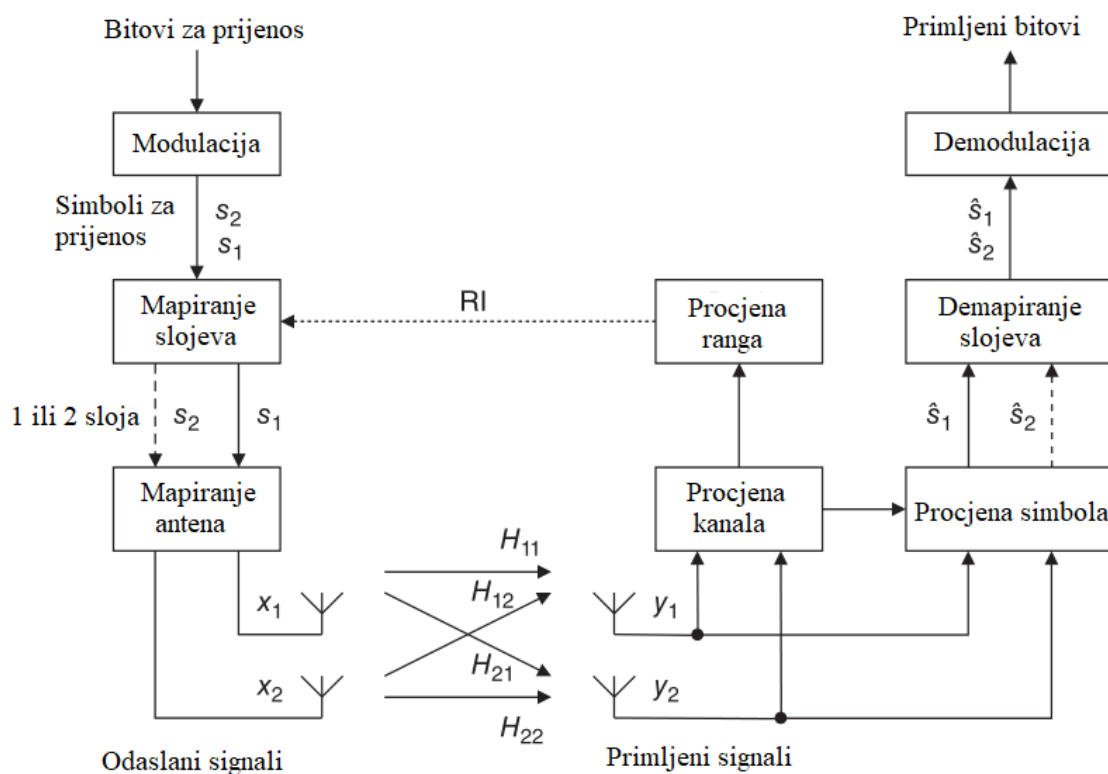 Bitovi za prijenos
Primljeni bitovi
Modulacija
Demodulacija
Simboli za
prijenos
s2
s1
ŝ1
ŝ2
Mapiranje
slojeva
RI
Procjena
ranga
Demapiranje
slojeva
1 ili 2 sloja
s2
s1
ŝ1
ŝ2
Mapiranje
antena
Procjena
kanala
Procjena simbola
H11
H12
x1
y1
H21
x2
y2
H22
Odaslani signali
Primljeni signali